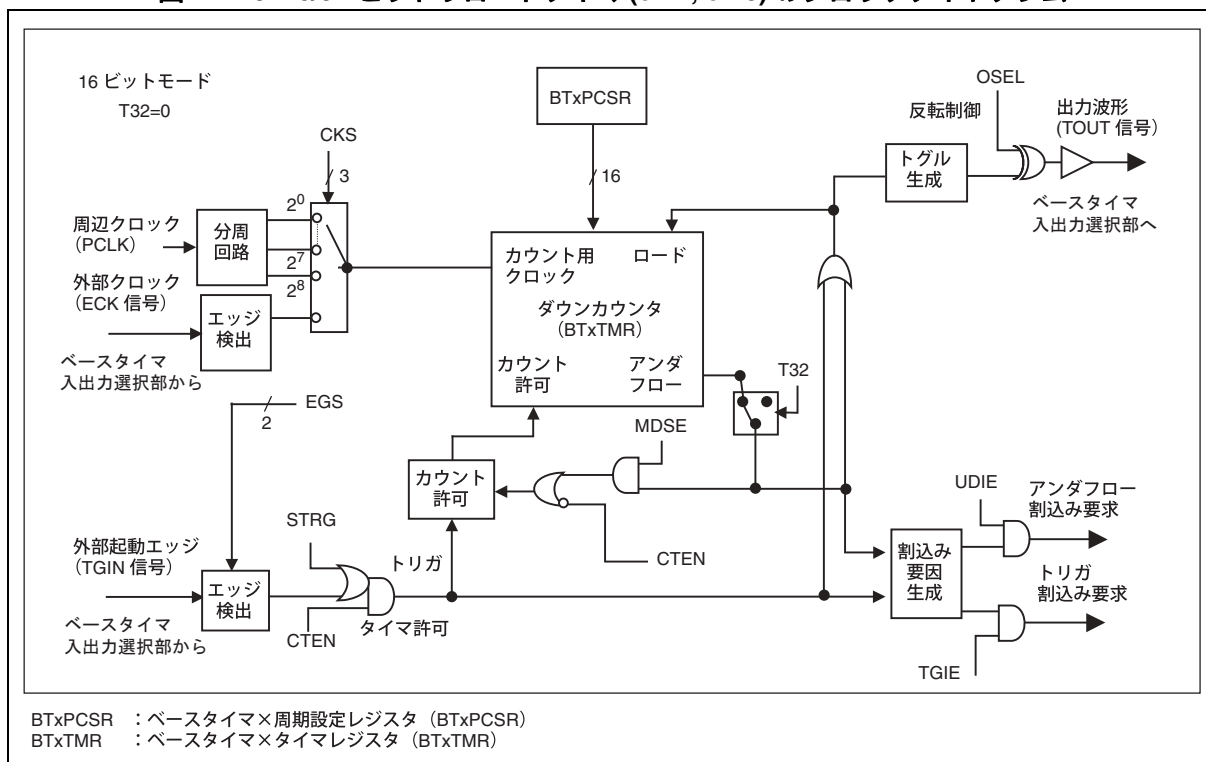 16 ビットモード
T32=0
CKS
3
BTxPCSR
16
OSEL
反転制御
出力波形
(TOUT 信号)
トグル
生成
ベースタイマ
入出力選択部へ
周辺クロック
(PCLK)
分周
回路
2⁰
2⁷
2⁸
外部クロック
(ECK 信号)
エッジ
検出
ベースタイマ
入出力選択部から
カウント用
クロック
ロード
ダウンカウンタ
(BTxTMR)
カウント
許可
アンダ
フロー
T32
EGS
2
MDSE
カウント
許可
CTEN
STRG
トリガ
外部起動エッジ
(TGIN 信号)
エッジ
検出
ベースタイマ
入出力選択部から
CTEN
タイマ許可
UDIE
アンダフロー
割込み要求
割込み
要因
生成
トリガ
割込み要求
TGIE
BTxPCSR :ベースタイマ×周期設定レジスタ(BTxPCSR)
BTxTMR :ベースタイマ×タイマレジスタ(BTxTMR)